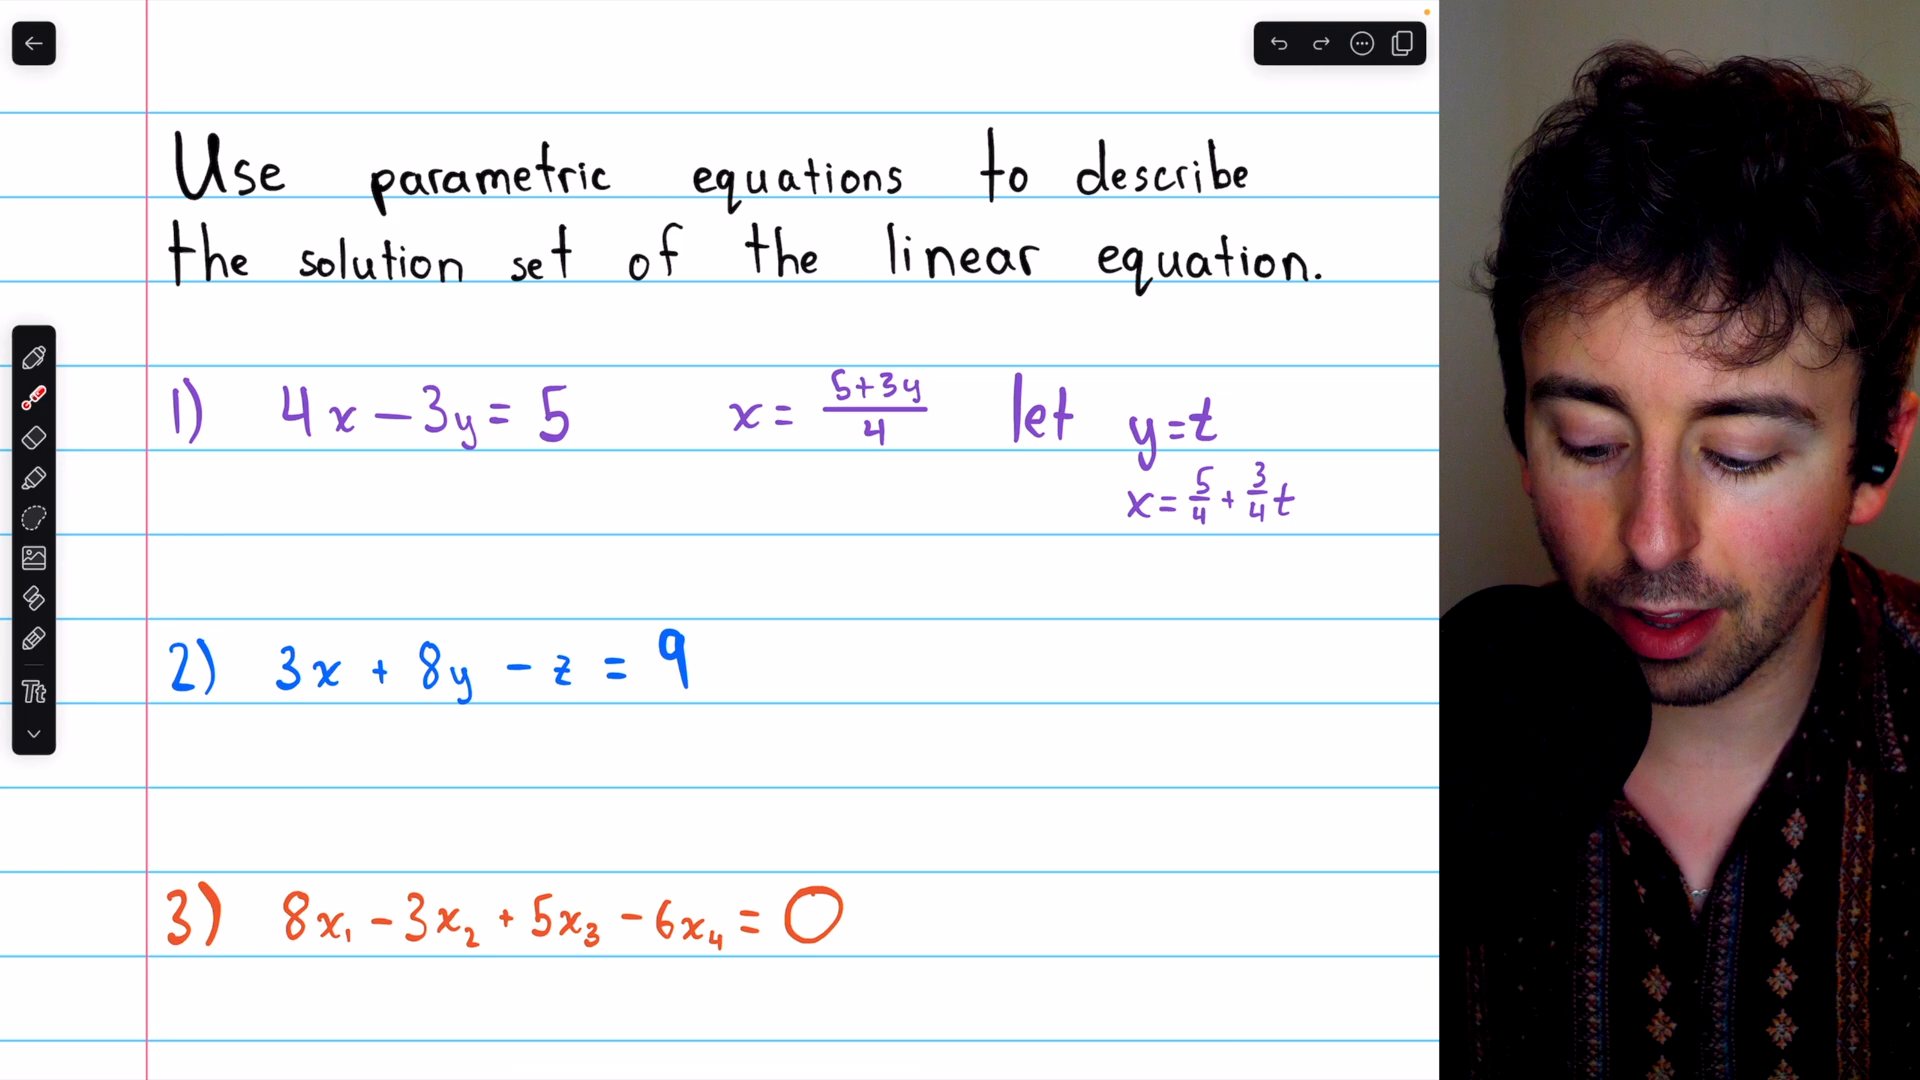 Use parametric equations to describe
the solution set of the linear equation.
1) 4x - 3y = 5 x = (5+3y)/4 let y=t
x = 5/4 + 3/4 t
2) 3x + 8y - z = 9
3) 8x₁ - 3x₂ + 5x₃ - 6x₄ = 0
Tt